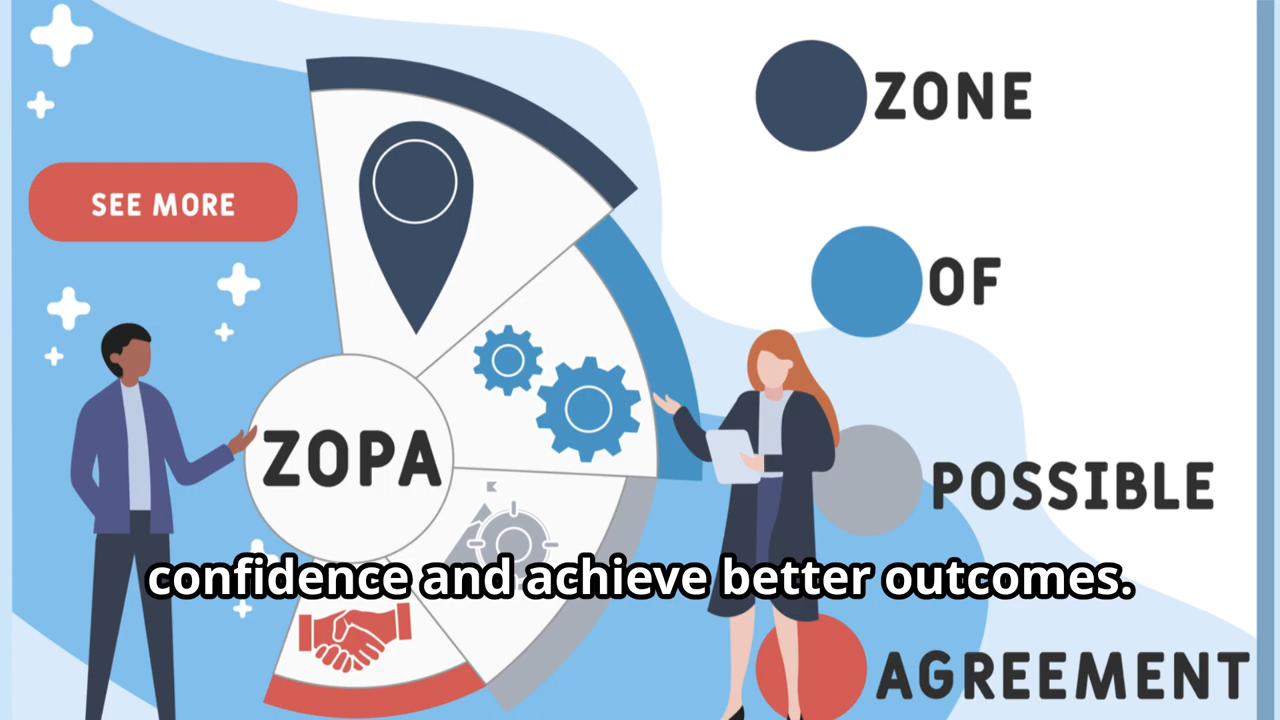 ZONE
SEE MORE
OF
ZOPA
POSSIBLE
confidence and achieve better outcomes.
AGREEMENT